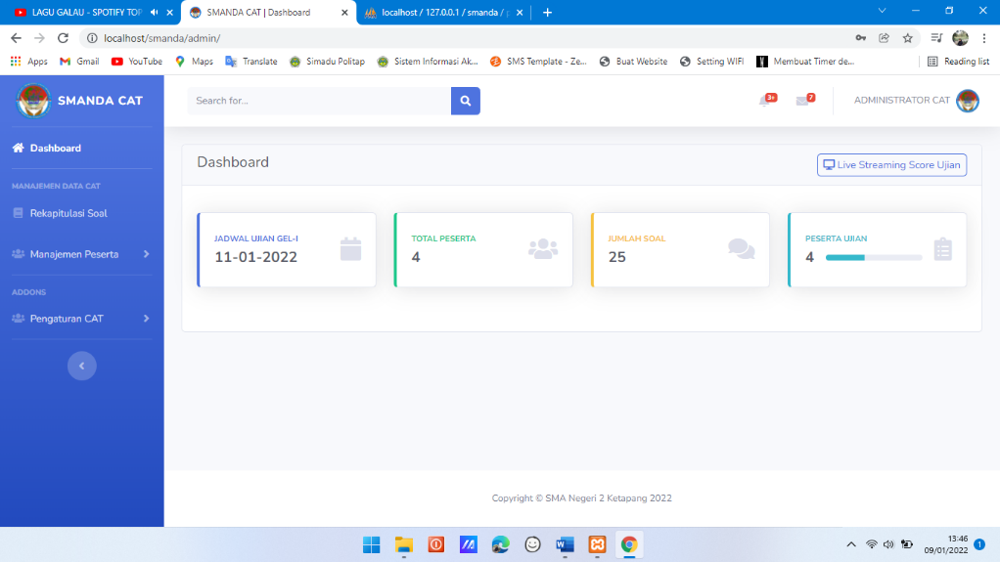 LAGU GALAU - SPOTIFY TOP
SMANDA CAT | Dashboard
localhost / 127.0.0.1 / smanda /
localhost/smanda/admin/
Apps
Gmail
YouTube
Maps
Translate
Simadu Politap
Sistem Informasi Ak...
SMS Template - Ze...
Buat Website
Setting WIFI
Membuat Timer de...
Reading list
SMANDA CAT
Search for...
3+
7
ADMINISTRATOR CAT
Dashboard
MANAJEMEN DATA CAT
Rekapitulasi Soal
Manajemen Peserta
ADDONS
Pengaturan CAT
Dashboard
Live Streaming Score Ujian
JADWAL UJIAN GEL-I
11-01-2022
TOTAL PESERTA
4
JUMLAH SOAL
25
PESERTA UJIAN
4
Copyright © SMA Negeri 2 Ketapang 2022
13:46
09/01/2022
1